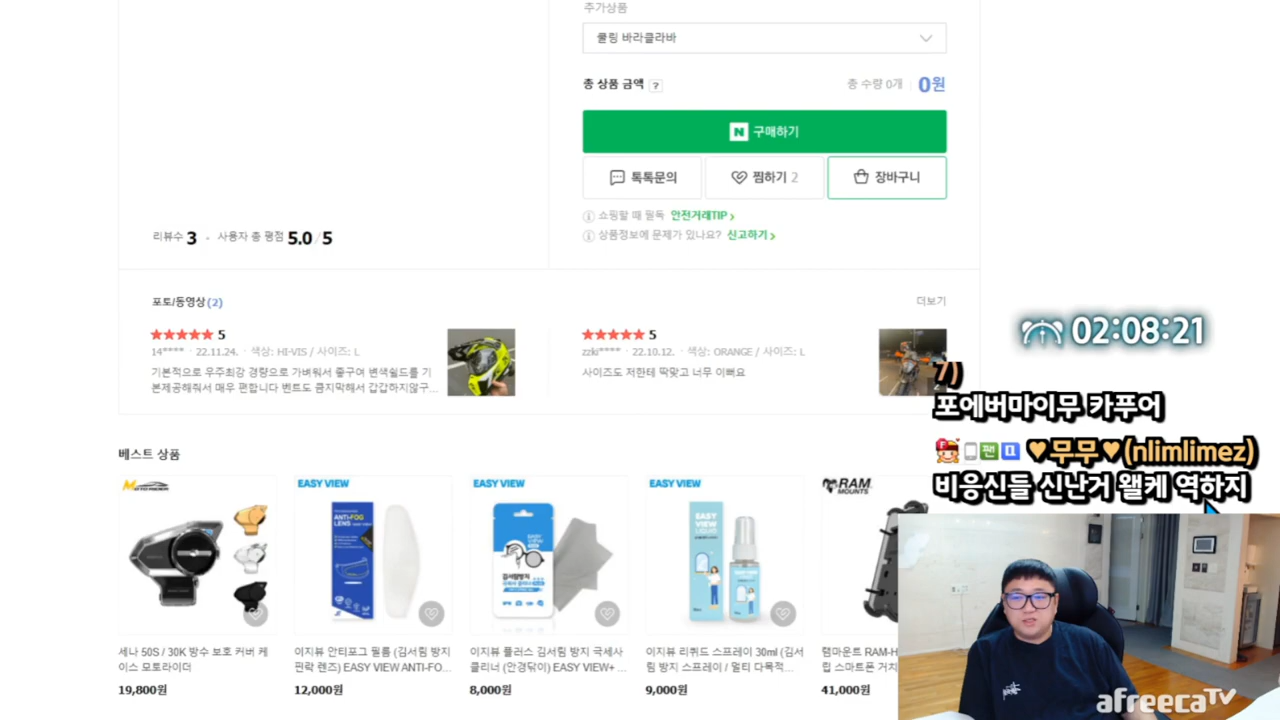 추가상품
쿨링 바라클라바
총 상품 금액 ?
총 수량 0개
0원
N 구매하기
톡톡문의
찜하기 2
장바구니
쇼핑할 때 필독 안전거래TIP
상품정보에 문제가 있나요? 신고하기
리뷰수 3 사용자 총 평점 5.0 / 5
포토/동영상(2)
더보기
5
14**** · 22.11.24. · 색상: HI-VIS / 사이즈: L
기본적으로 우주최강 경량으로 가벼워서 좋구여 변색쉴드를 기
본제공해줘서 매우 편합니다 벤트도 큼지막해서 갑갑하지않구...
5
zzki**** · 22.10.12. · 색상: ORANGE / 사이즈: L
사이즈도 저한테 딱맞고 너무 이뻐요
02:08:21
7)
포에버마이무 카푸어
팬 ♥무무♥(nlimlimez)
비응신들 신난거 왤케 역하지
베스트 상품
세나 50S / 30K 방수 보호 커버 케
이스 모토라이더
19,800원
EASY VIEW
ANTI-FOG
LENS
이지뷰 안티포그 필름 (김서림 방지
핀락 렌즈) EASY VIEW ANTI-FO...
12,000원
EASY VIEW
김서림방지
이지뷰 플러스 김서림 방지 극세사
클리너 (안경닦이) EASY VIEW+ ...
8,000원
EASY VIEW
EASY
VIEW
LIQUID
이지뷰 리퀴드 스프레이 30ml (김서
림 방지 스프레이 / 멀티 다목적...
9,000원
RAM
MOUNTS
램마운트 RAM-H
립 스마트폰 거치
41,000원
afreecaTV